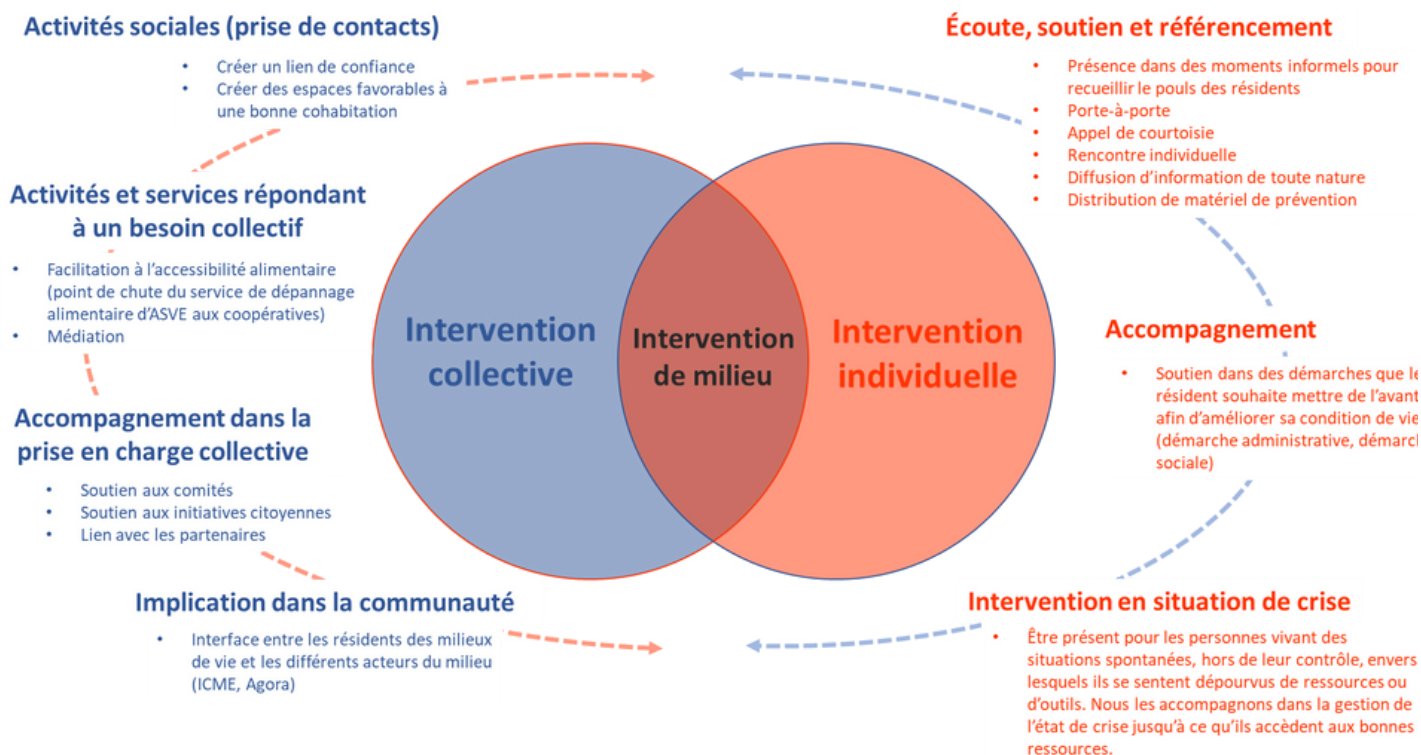 Activités sociales (prise de contacts)
• Créer un lien de confiance
• Créer des espaces favorables à
une bonne cohabitation
Activités et services répondant
à un besoin collectif
• Facilitation à l'accessibilité alimentaire
(point de chute du service de dépannage
alimentaire d'ASVE aux coopératives)
• Médiation
Accompagnement dans la
prise en charge collective
• Soutien aux comités
• Soutien aux initiatives citoyennes
• Lien avec les partenaires
Implication dans la communauté
• Interface entre les résidents des milieux
de vie et les différents acteurs du milieu
(ICME, Agora)
Intervention
collective
Intervention
de milieu
Intervention
individuelle
Écoute, soutien et référencement
• Présence dans des moments informels pour
recueillir le pouls des résidents
• Porte-à-porte
• Appel de courtoisie
• Rencontre individuelle
• Diffusion d'information de toute nature
• Distribution de matériel de prévention
Accompagnement
• Soutien dans des démarches que le
résident souhaite mettre de l'avant
afin d'améliorer sa condition de vie
(démarche administrative, démarch
sociale)
Intervention en situation de crise
• Être présent pour les personnes vivant des
situations spontanées, hors de leur contrôle, envers
lesquels ils se sentent dépourvus de ressources ou
d'outils. Nous les accompagnons dans la gestion de
l'état de crise jusqu'à ce qu'ils accèdent aux bonnes
ressources.